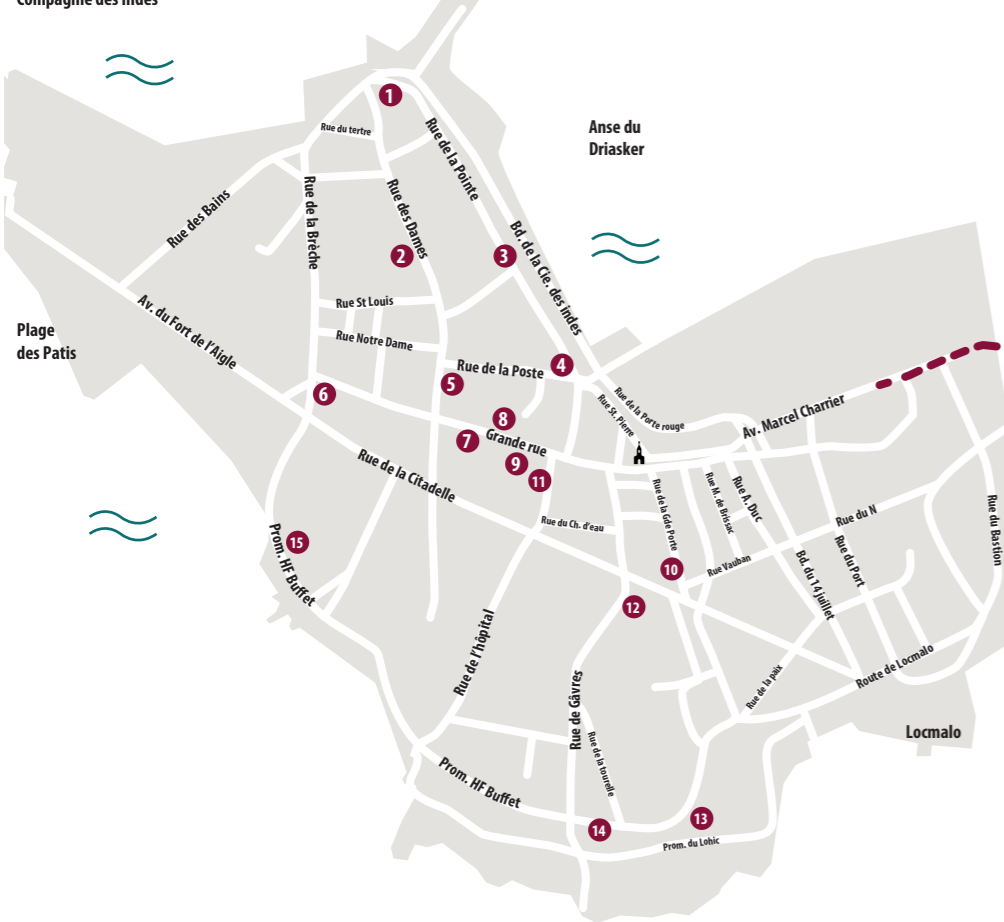 Compagnie des Indes
1
Rue du tertre
Rue de la Pointe
Anse du
Driasker
Rue des Bains
Rue de la Brèche
Rue des Dames
2
3
Bd. de la Cie. des indes
Av. du Fort de l'Aigle
Rue St Louis
Plage
des Patis
Rue Notre Dame
Rue de la Poste
4
5
6
Rue de la Porte rouge
Rue St. Pierre
Av. Marcel Charrier
8
7
Grande rue
9
11
Rue de la Citadelle
Rue du Ch. d'eau
Rue de la Gde Porte
Rue M. de Brissac
Rue A. Duc
Rue du N
Rue du Bastion
15
Prom. HF Buffet
10
Rue Vauban
Bd. du 14 juillet
Rue du Port
12
Rue de l'hôpital
Rue de Gâvres
Rue de la paix
Route de Locmalo
Locmalo
Rue de la tourelle
Prom. HF Buffet
14
13
Prom. du Lohic